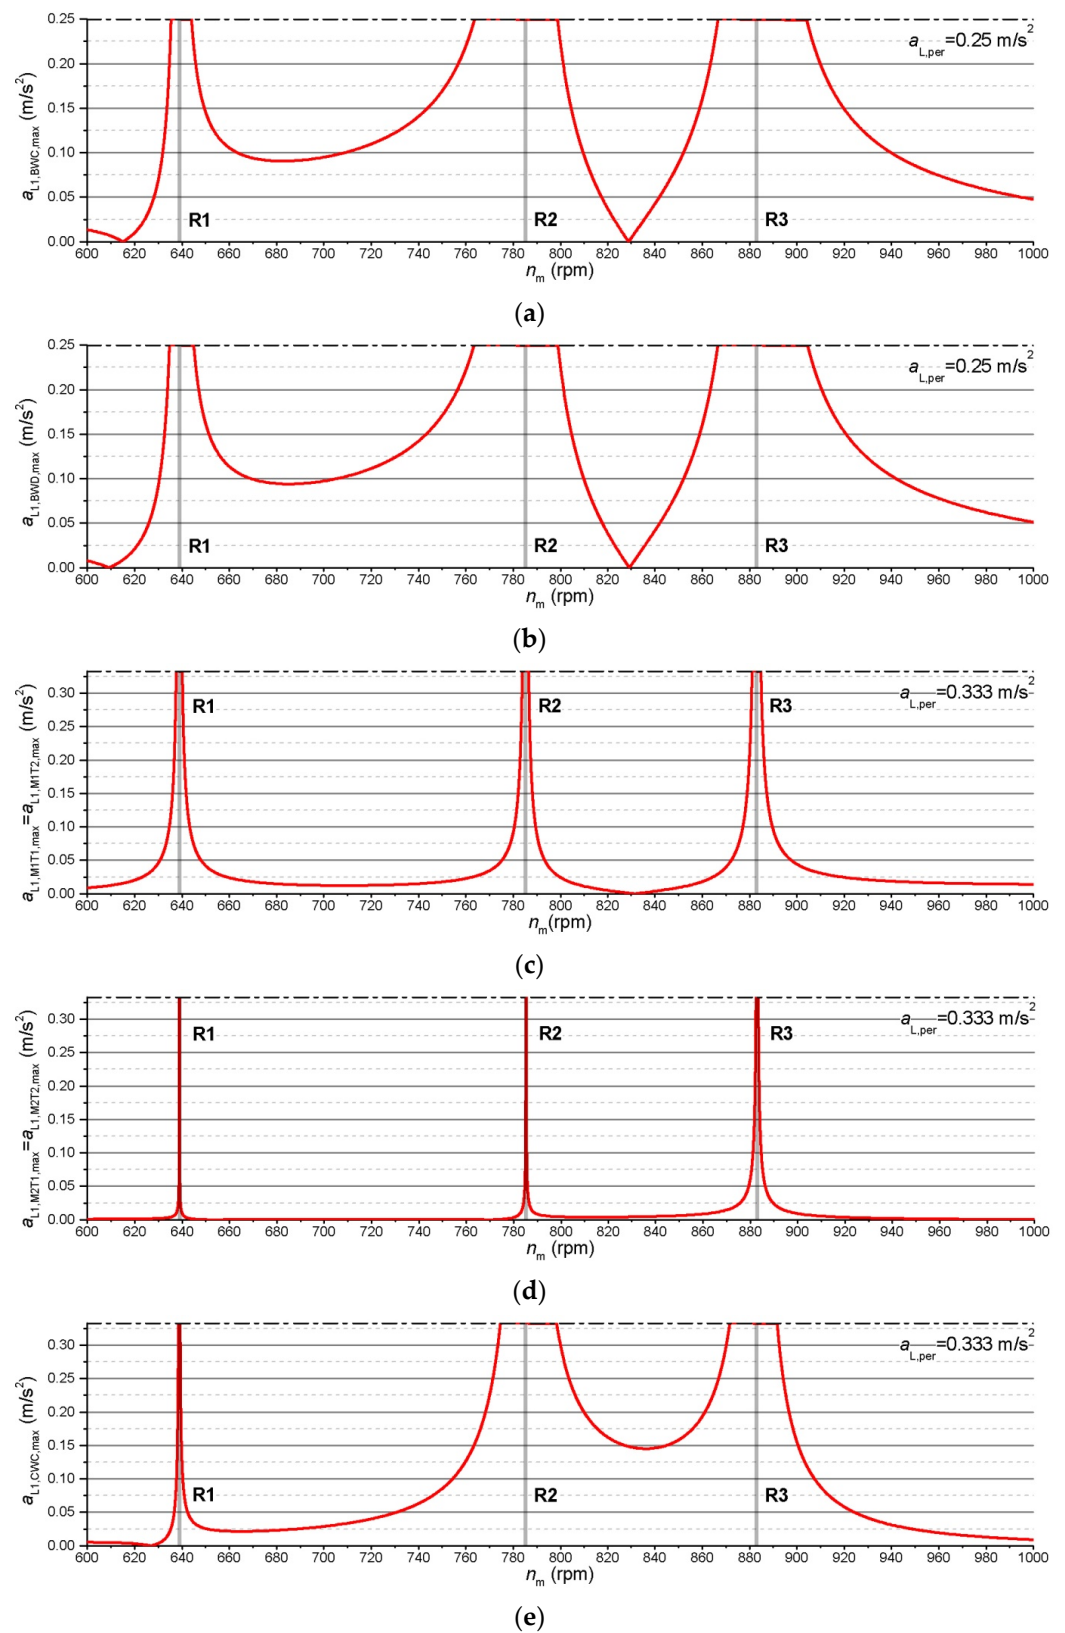 0.25
0.20
0.15
0.10
0.05
0.00
a_L1,BWC,max (m/s²)
a_L,per=0.25 m/s²
R1 R2 R3
600 620 640 660 680 700 720 740 760 780 800 820 840 860 880 900 920 940 960 980 1000
n_m (rpm)
(a)
0.25
0.20
0.15
0.10
0.05
0.00
a_L1,BWD,max (m/s²)
a_L,per=0.25 m/s²
R1 R2 R3
600 620 640 660 680 700 720 740 760 780 800 820 840 860 880 900 920 940 960 980 1000
n_m (rpm)
(b)
0.30
0.25
0.20
0.15
0.10
0.05
0.00
a_L1,M1T1,max=a_L1,M1T2,max (m/s²)
a_L,per=0.333 m/s²
R1 R2 R3
600 620 640 660 680 700 720 740 760 780 800 820 840 860 880 900 920 940 960 980 1000
n_m(rpm)
(c)
0.30
0.25
0.20
0.15
0.10
0.05
0.00
a_L1,M2T1,max=a_L1,M2T2,max (m/s²)
a_L,per=0.333 m/s²
R1 R2 R3
600 620 640 660 680 700 720 740 760 780 800 820 840 860 880 900 920 940 960 980 1000
n_m (rpm)
(d)
0.30
0.25
0.20
0.15
0.10
0.05
0.00
a_L1,CWC,max (m/s²)
a_L,per=0.333 m/s²
R1 R2 R3
600 620 640 660 680 700 720 740 760 780 800 820 840 860 880 900 920 940 960 980 1000
n_m (rpm)
(e)